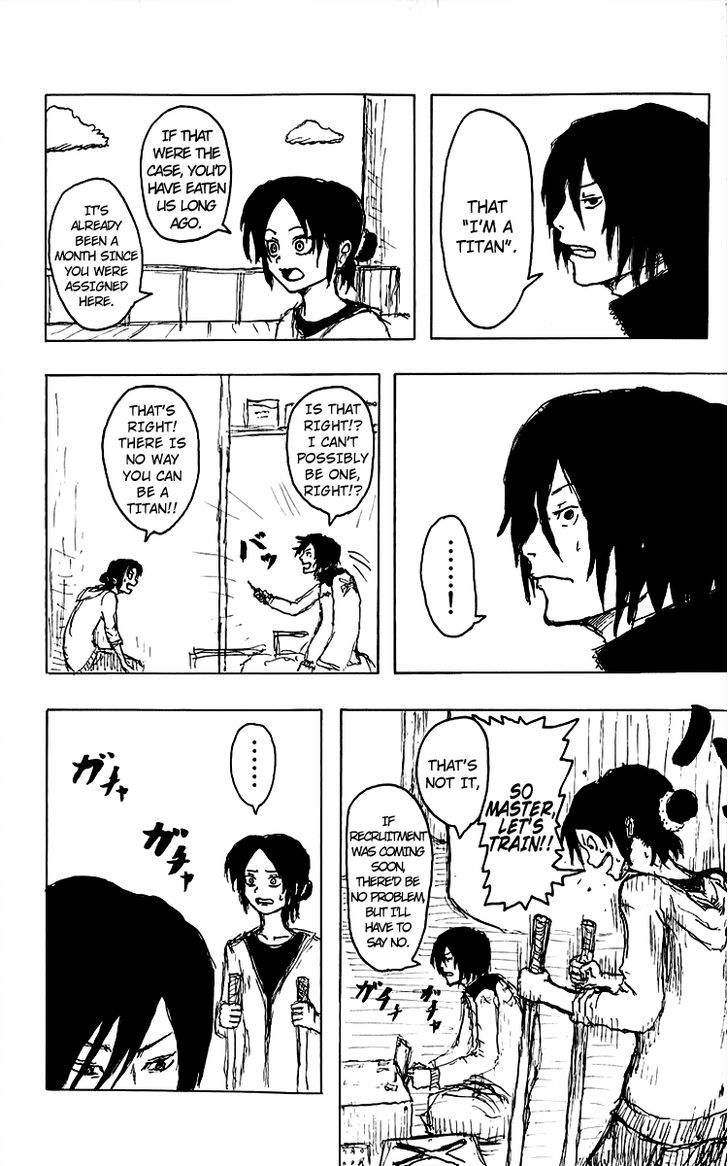 THAT
"I'M A
TITAN".
IF THAT
WERE THE
CASE, YOU'D
HAVE EATEN
US LONG
AGO.
IT'S
ALREADY
BEEN A
MONTH SINCE
YOU WERE
ASSIGNED
HERE.
......!
IS THAT
RIGHT!?
I CAN'T
POSSIBLY
BE ONE,
RIGHT!?
バッ
THAT'S
RIGHT!
THERE IS
NO WAY
YOU CAN
BE A
TITAN!!
SO
MASTER,
LET'S
TRAIN!!
THAT'S
NOT IT,
IF
RECRUITMENT
WAS COMING
SOON,
THERE'D BE
NO PROBLEM,
BUT I'LL
HAVE TO
SAY NO.
ガチャ
ガチャ
......
ガチャ
ガチャ